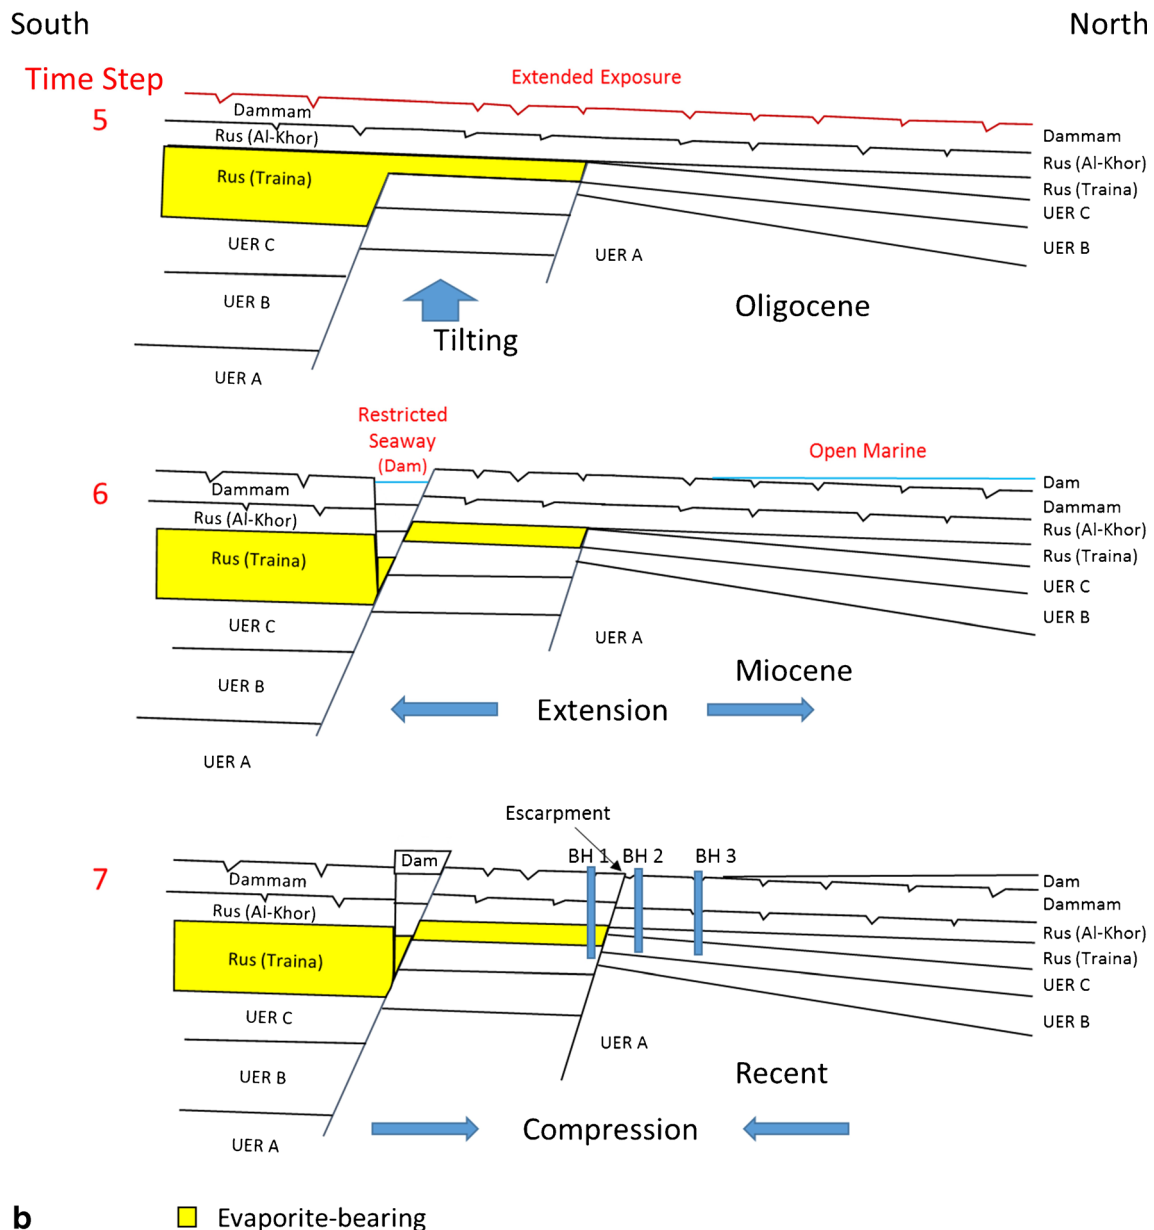 South
North
Time Step
5
Extended Exposure
Dammam
Rus (Al-Khor)
Rus (Traina)
UER C
UER B
UER A
Dammam
Rus (Al-Khor)
Rus (Traina)
UER C
UER B
UER A
Oligocene
Tilting
Restricted
Seaway
(Dam)
Open Marine
6
Dammam
Rus (Al-Khor)
Rus (Traina)
UER C
UER B
UER A
Dam
Dammam
Rus (Al-Khor)
Rus (Traina)
UER C
UER B
UER A
Miocene
Extension
Escarpment
BH 1
BH 2
BH 3
7
Dam
Dammam
Rus (Al-Khor)
Rus (Traina)
UER C
UER B
UER A
Dam
Dammam
Rus (Al-Khor)
Rus (Traina)
UER C
UER B
UER A
Recent
Compression
b
Evaporite-bearing